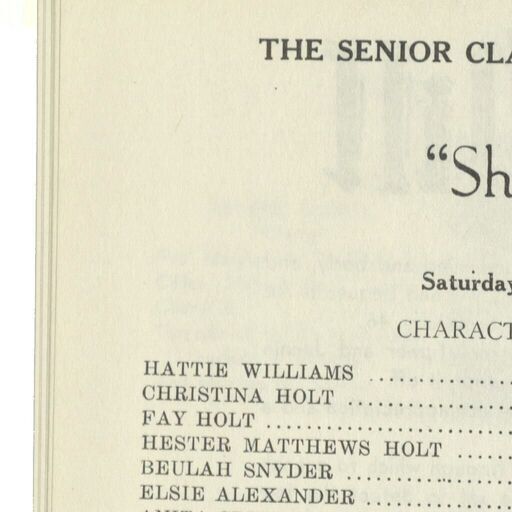 THE SENIOR CLA
“Sh
Saturday
CHARACT
HATTIE WILLIAMS ...............
CHRISTINA HOLT .................
FAY HOLT ........................
HESTER MATTHEWS HOLT ......
BEULAH SNYDER .................
ELSIE ALEXANDER ...............